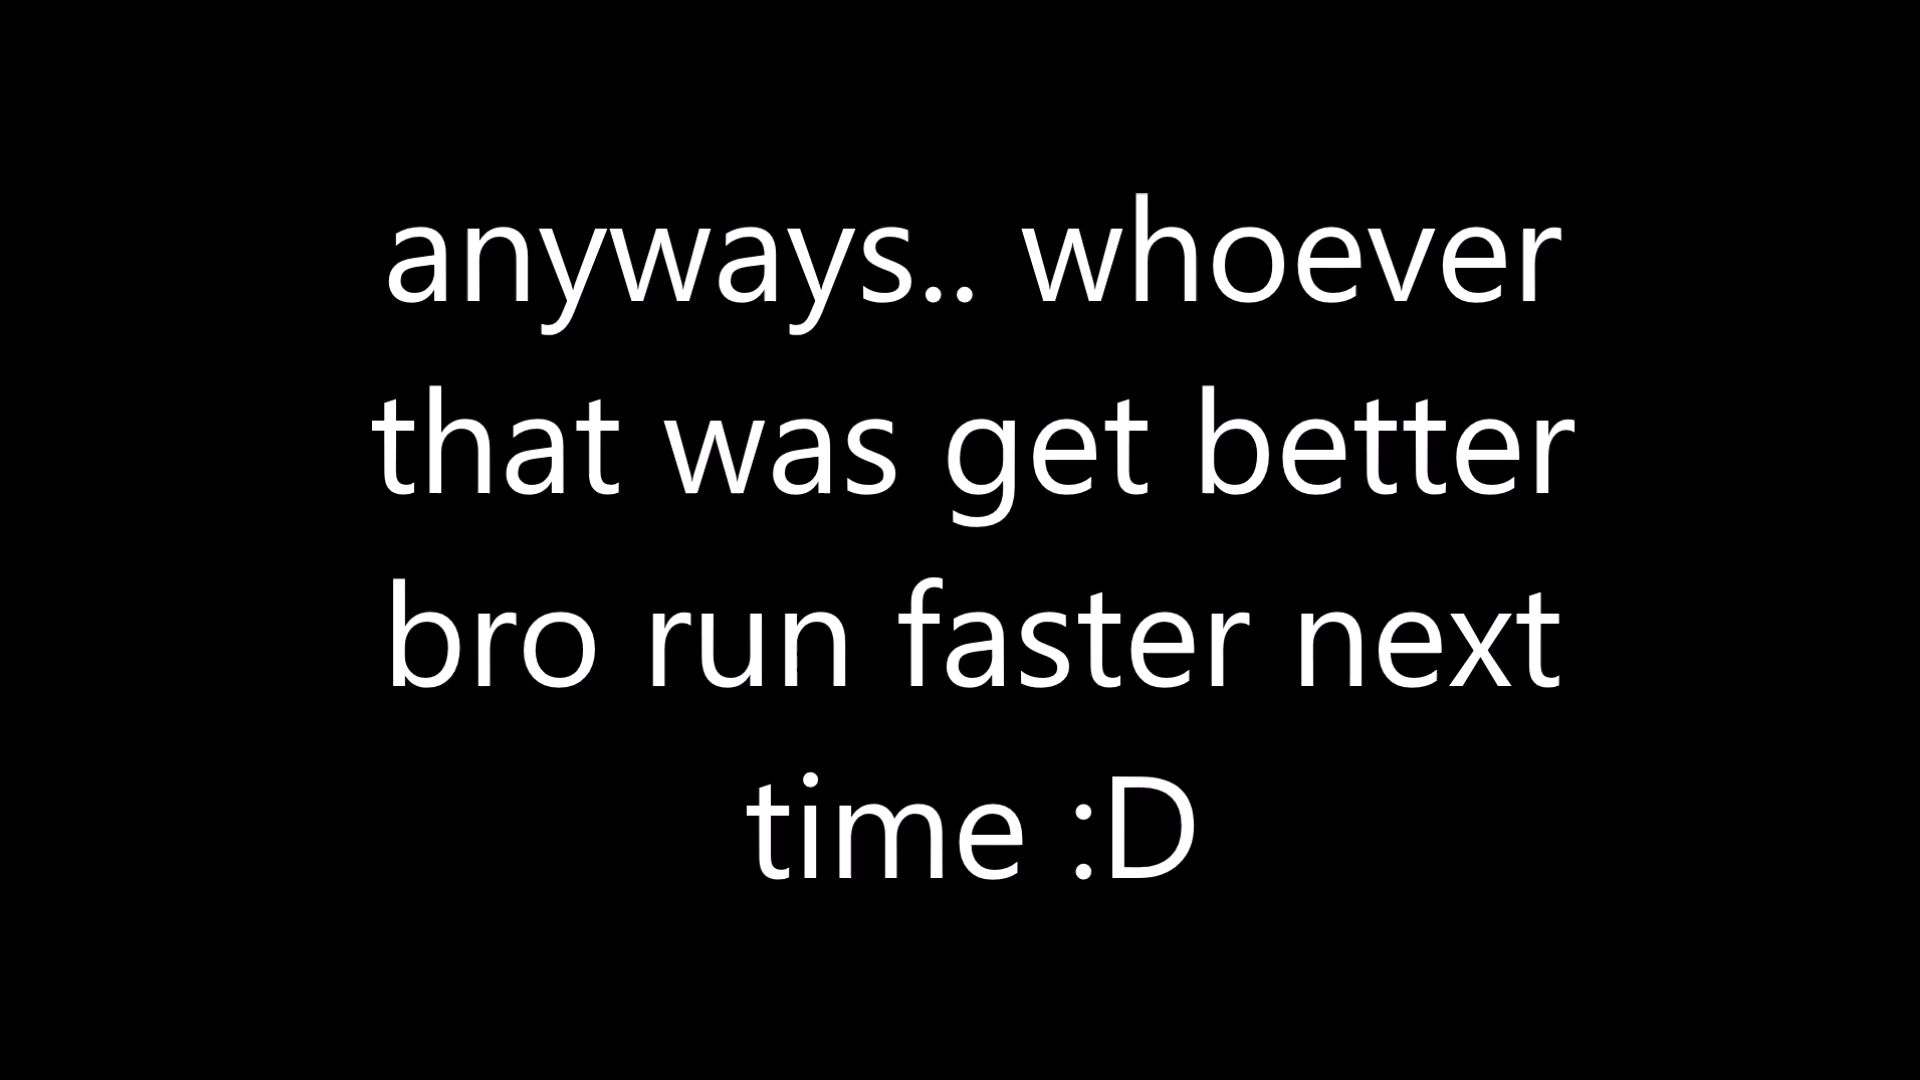 anyways.. whoever
that was get better
bro run faster next
time :D